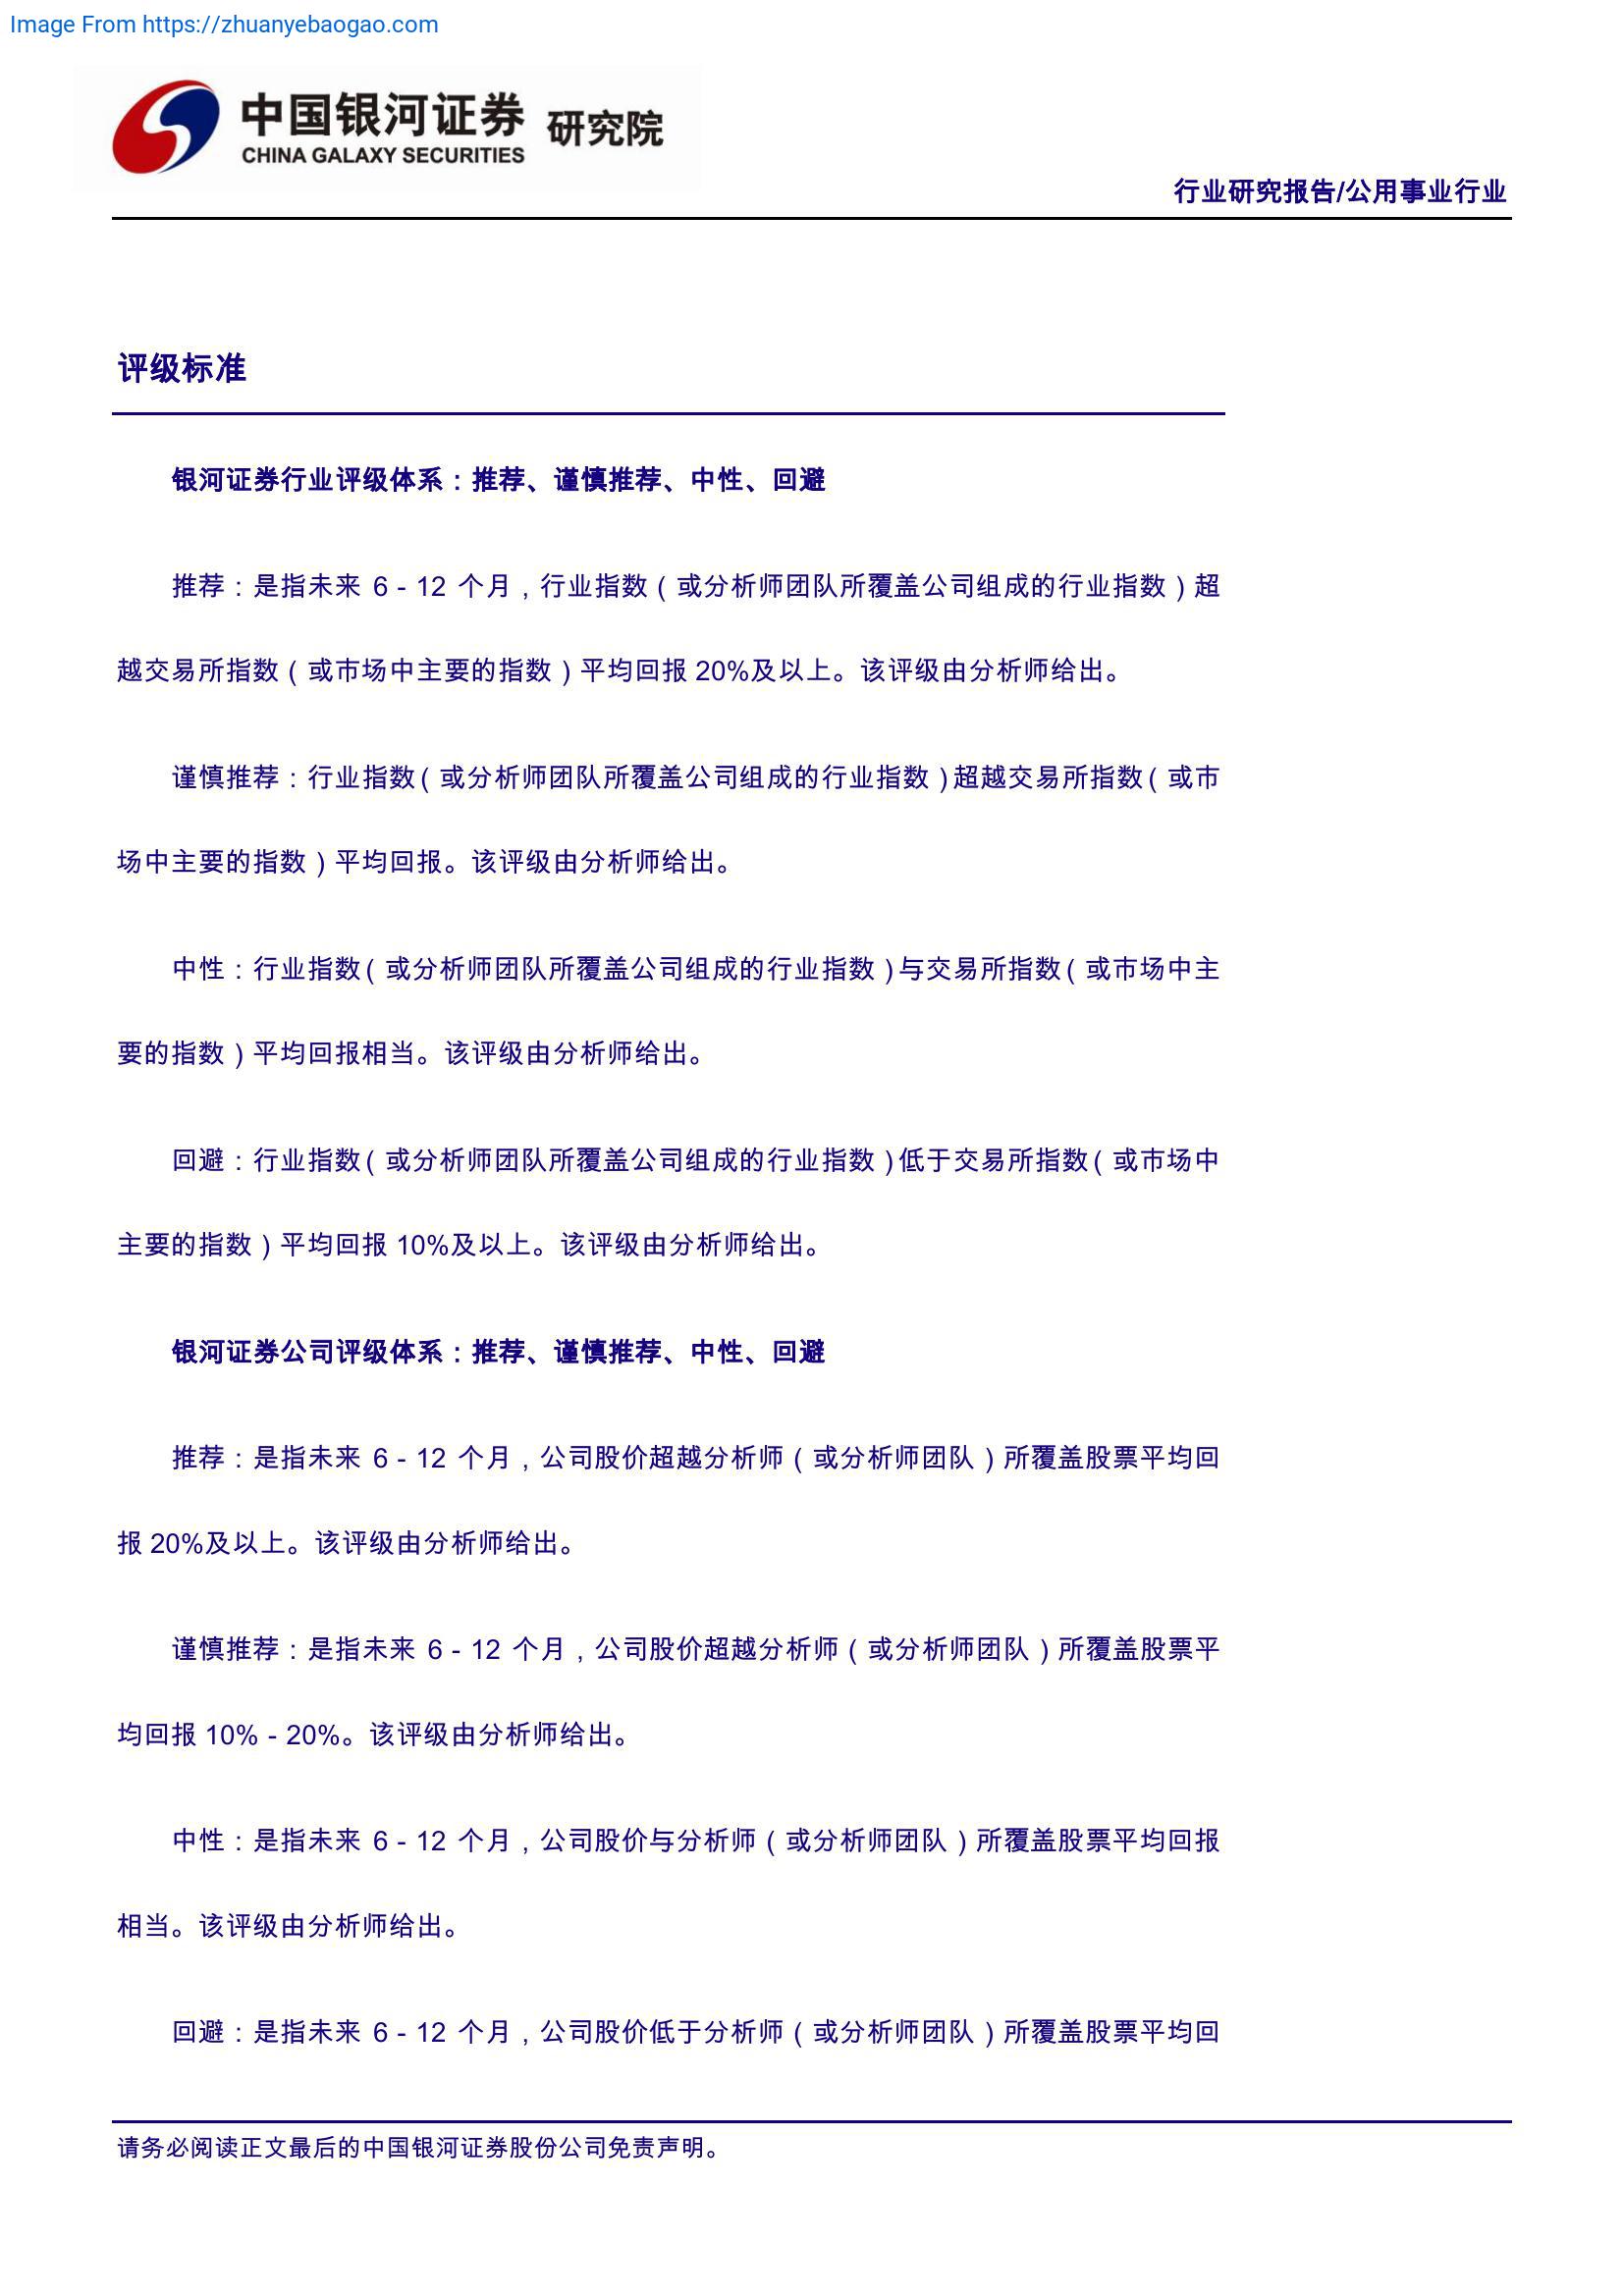 Image From https://zhuanyebaogao.com
中国银河证券 研究院
CHINA GALAXY SECURITIES
行业研究报告/公用事业行业
评级标准
银河证券行业评级体系：推荐、谨慎推荐、中性、回避
推荐：是指未来 6－12 个月，行业指数（或分析师团队所覆盖公司组成的行业指数）超
越交易所指数（或市场中主要的指数）平均回报 20%及以上。该评级由分析师给出。
谨慎推荐：行业指数（或分析师团队所覆盖公司组成的行业指数）超越交易所指数（或市
场中主要的指数）平均回报。该评级由分析师给出。
中性：行业指数（或分析师团队所覆盖公司组成的行业指数）与交易所指数（或市场中主
要的指数）平均回报相当。该评级由分析师给出。
回避：行业指数（或分析师团队所覆盖公司组成的行业指数）低于交易所指数（或市场中
主要的指数）平均回报 10%及以上。该评级由分析师给出。
银河证券公司评级体系：推荐、谨慎推荐、中性、回避
推荐：是指未来 6－12 个月，公司股价超越分析师（或分析师团队）所覆盖股票平均回
报 20%及以上。该评级由分析师给出。
谨慎推荐：是指未来 6－12 个月，公司股价超越分析师（或分析师团队）所覆盖股票平
均回报 10%－20%。该评级由分析师给出。
中性：是指未来 6－12 个月，公司股价与分析师（或分析师团队）所覆盖股票平均回报
相当。该评级由分析师给出。
回避：是指未来 6－12 个月，公司股价低于分析师（或分析师团队）所覆盖股票平均回
请务必阅读正文最后的中国银河证券股份公司免责声明。